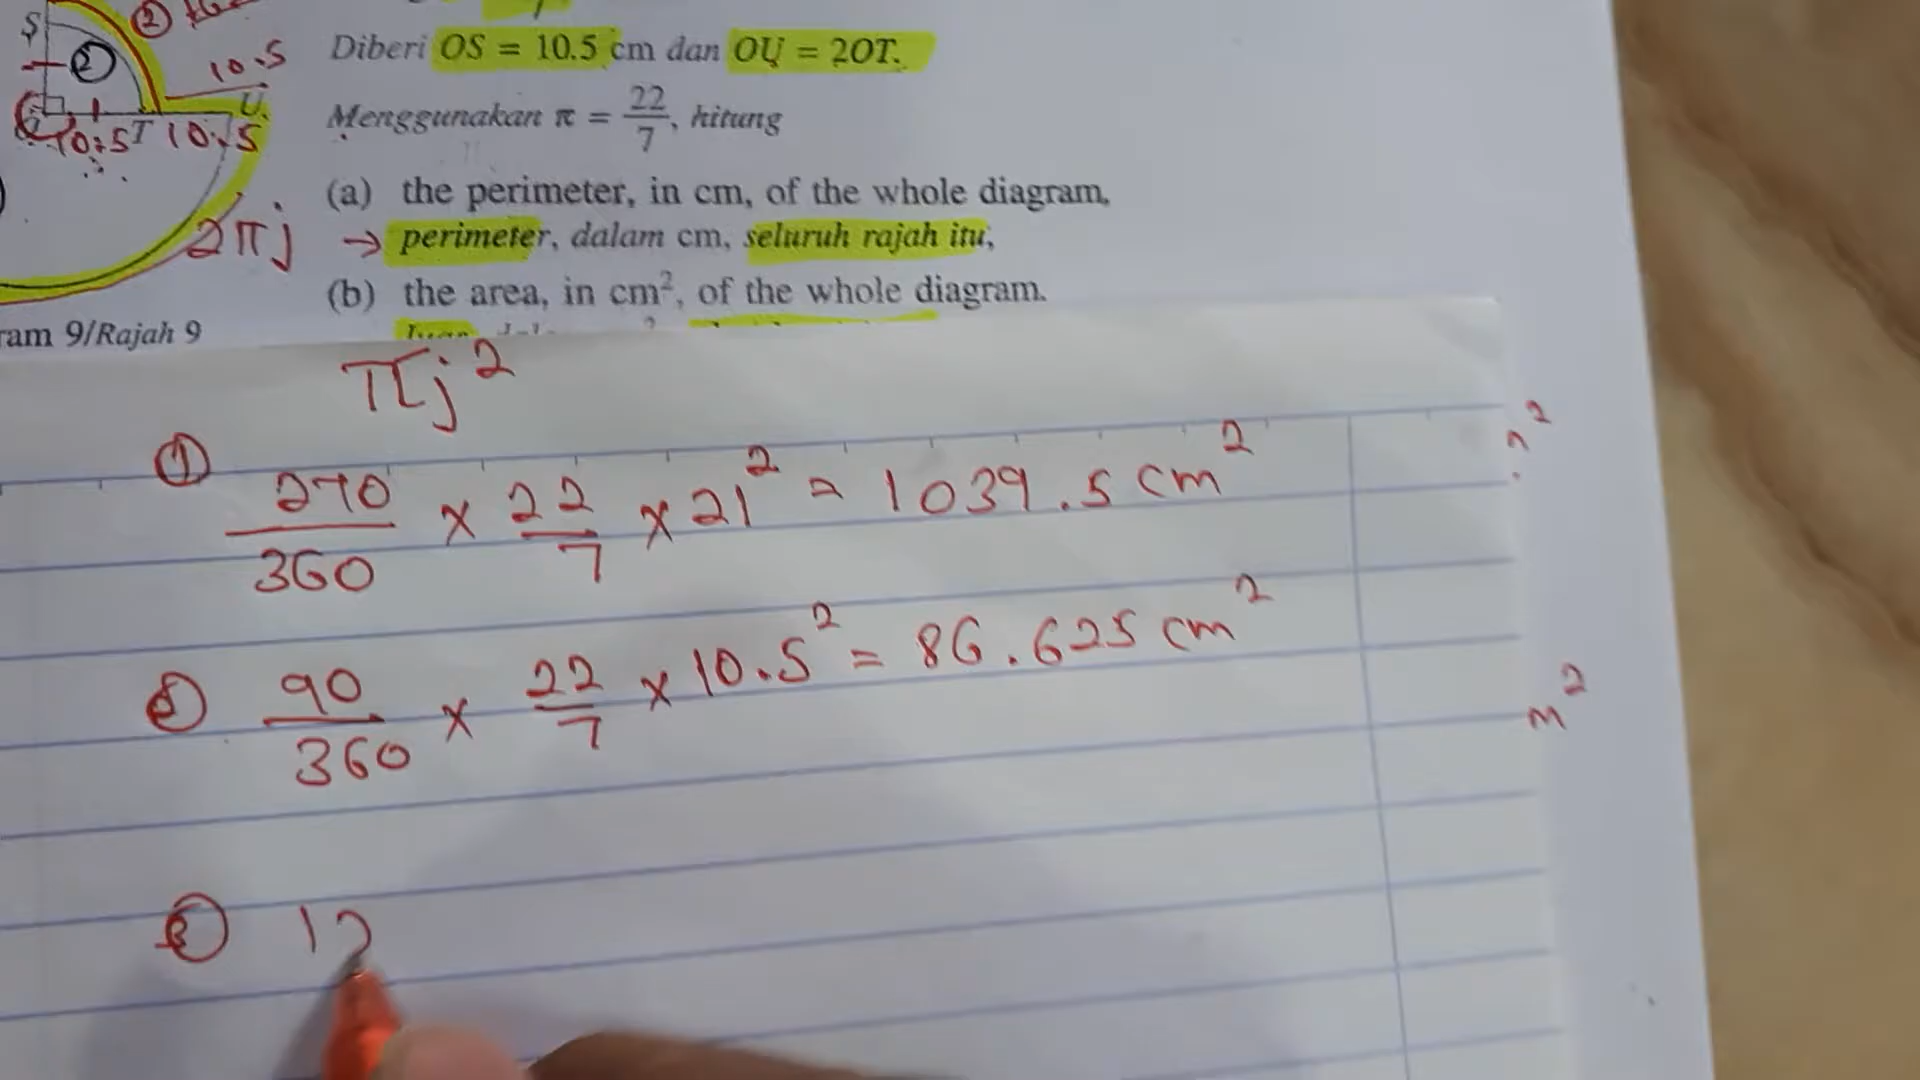 S
②
②
10.5
Diberi OS = 10.5 cm dan OU = 2OT.
U
10.5 T 10.5
Menggunakan π = 22/7, hitung
(a) the perimeter, in cm, of the whole diagram,
2πj → perimeter, dalam cm, seluruh rajah itu,
(b) the area, in cm², of the whole diagram.
ram 9/Rajah 9
πj²
① 270/360 × 22/7 × 21² = 1039.5 cm²
② 90/360 × 22/7 × 10.5² = 86.625 cm²
m²
③ 12